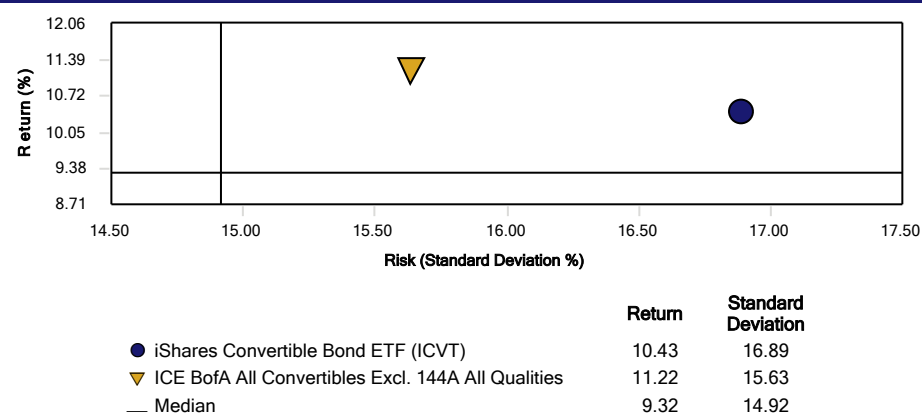 12.06
11.39
10.72
10.05
9.38
8.71
Return (%)
14.50 15.00 15.50 16.00 16.50 17.00 17.50
Risk (Standard Deviation %)
Return Standard Deviation
iShares Convertible Bond ETF (ICVT) 10.43 16.89
ICE BofA All Convertibles Excl. 144A All Qualities 11.22 15.63
Median 9.32 14.92